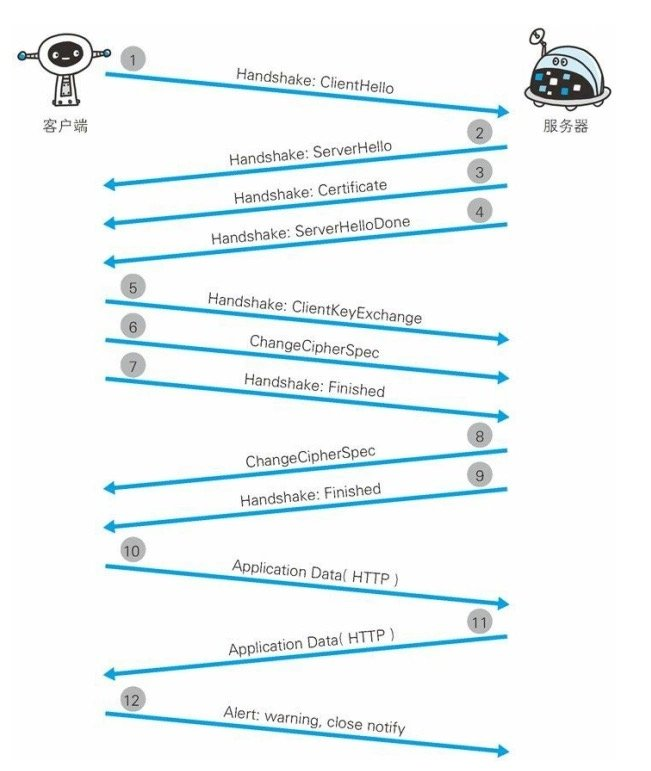 1
Handshake: ClientHello
客户端
服务器
2
Handshake: ServerHello
3
Handshake: Certificate
4
Handshake: ServerHelloDone
5
Handshake: ClientKeyExchange
6
ChangeCipherSpec
7
Handshake: Finished
8
ChangeCipherSpec
9
Handshake: Finished
10
Application Data( HTTP )
11
Application Data( HTTP )
12
Alert: warning, close notify